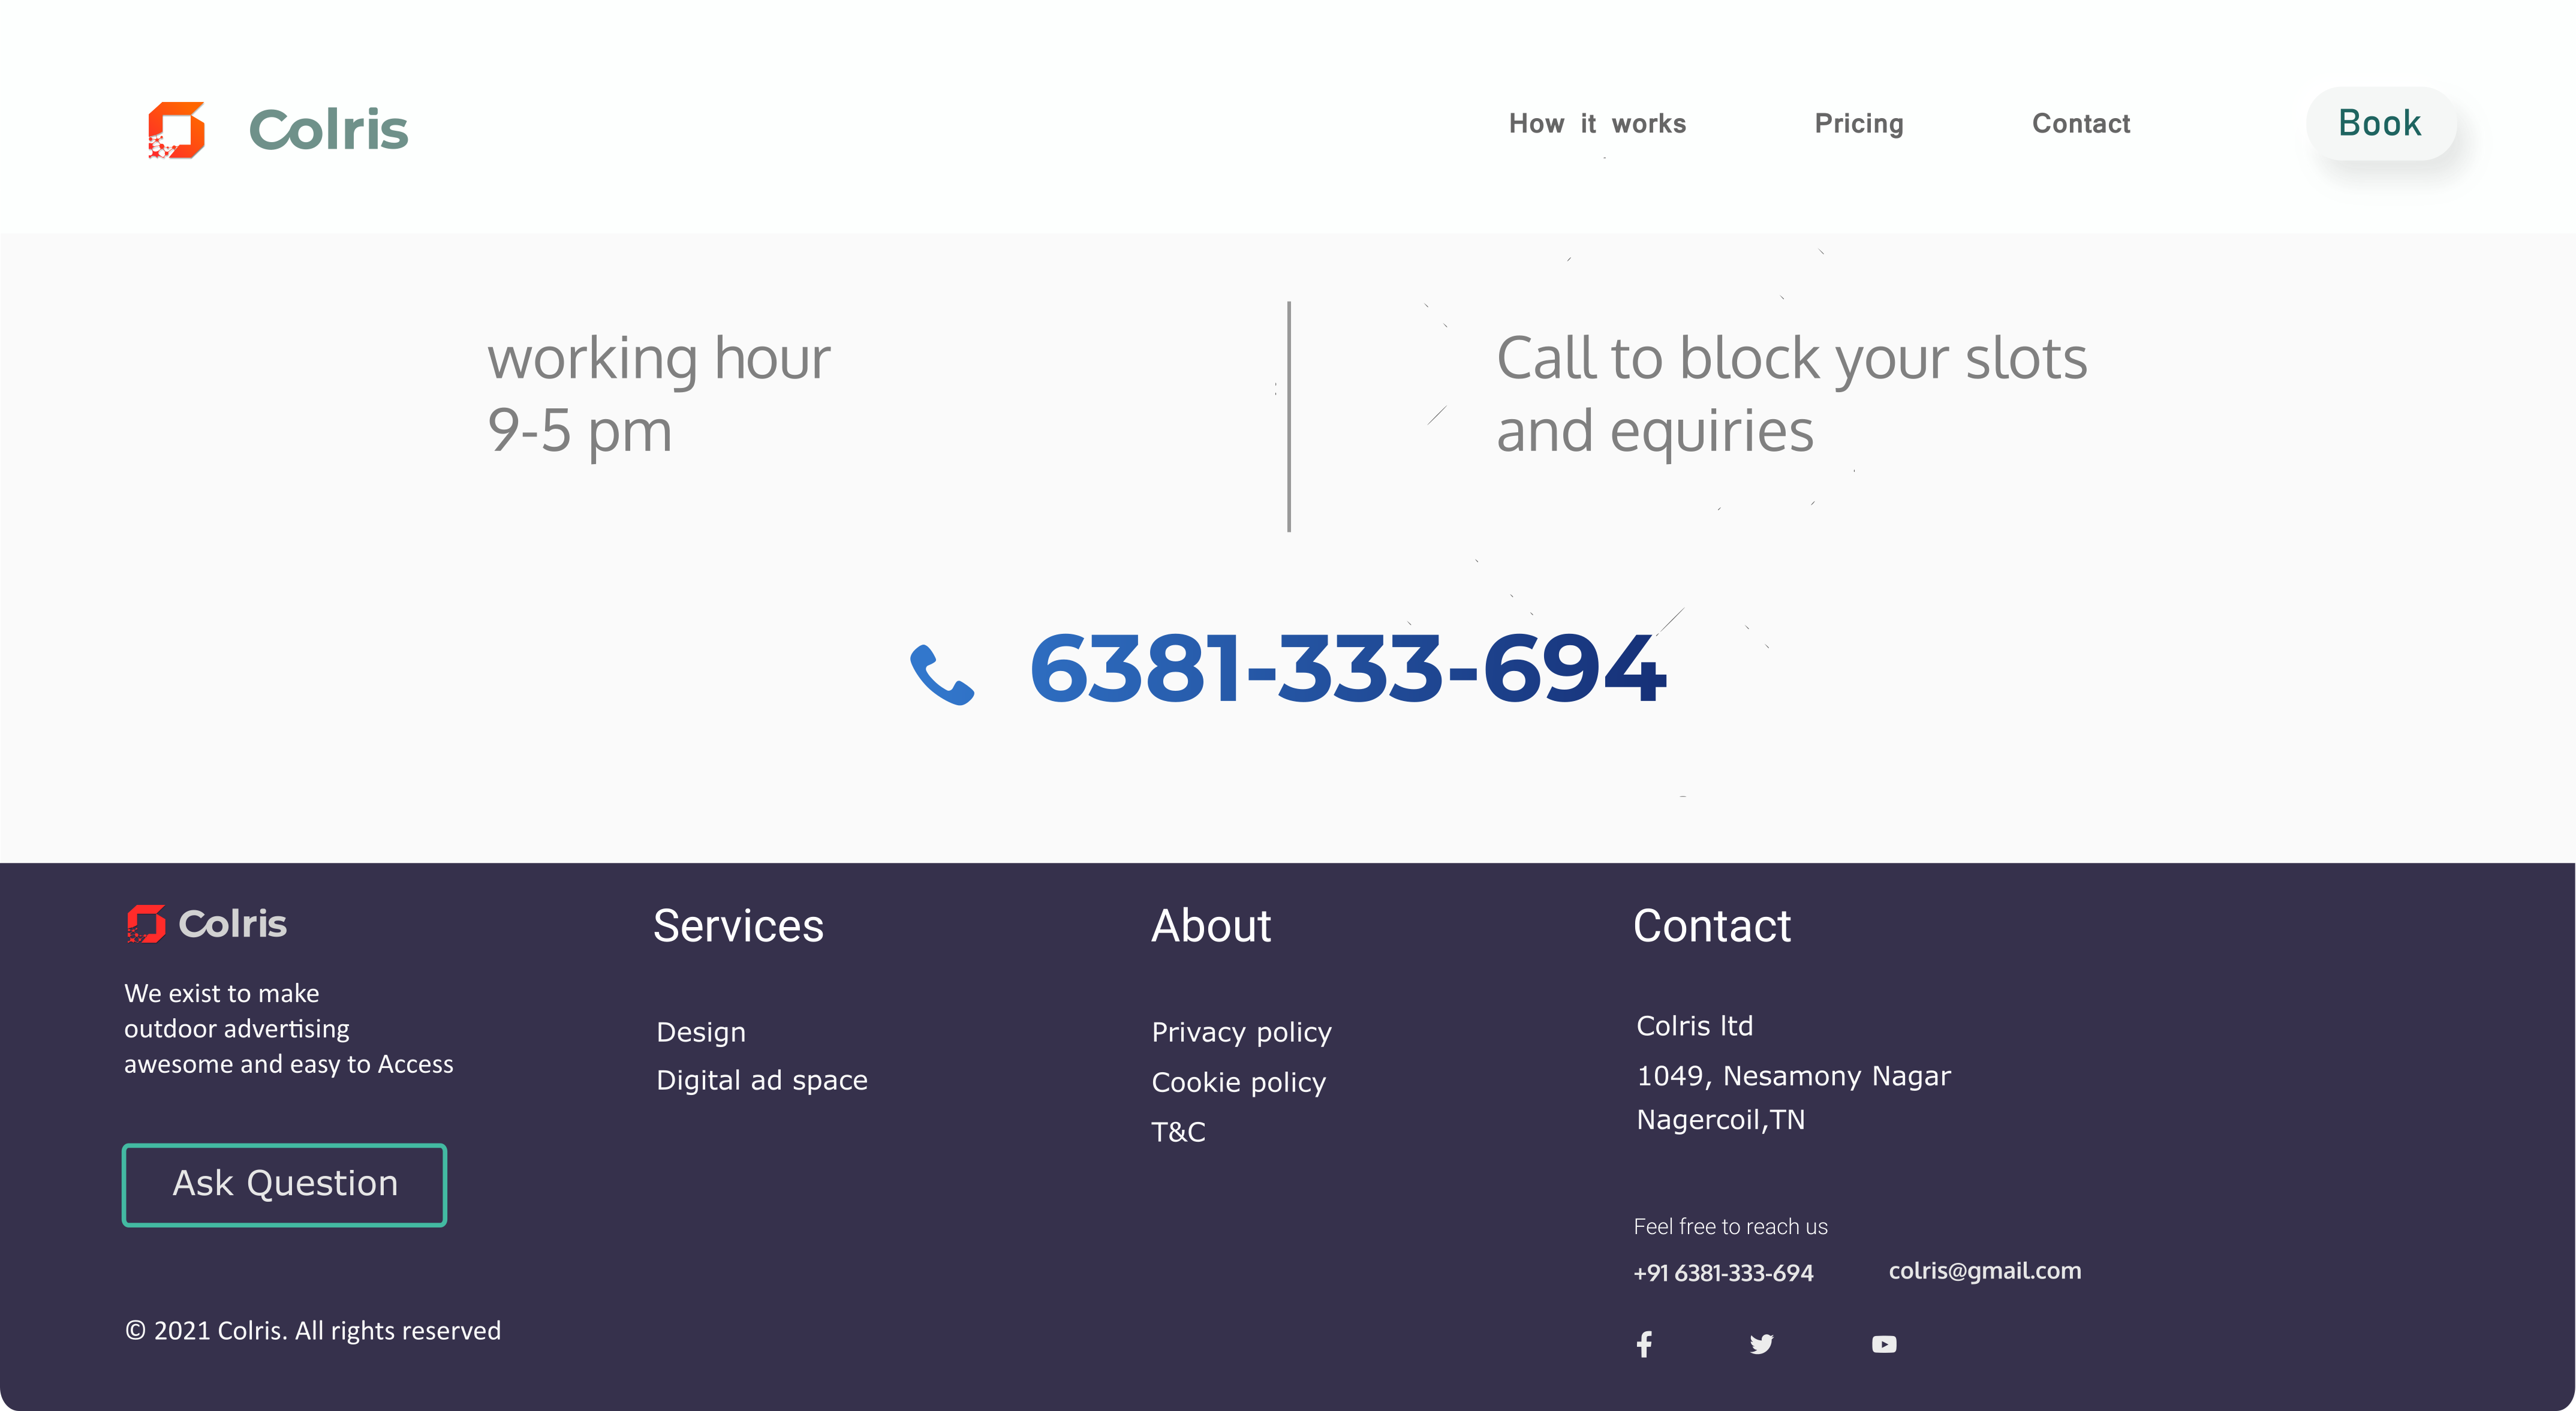 Colris
How it works
Pricing
Contact
Book
working hour
9-5 pm
Call to block your slots
and equiries
6381-333-694
Colris
We exist to make
outdoor advertising
awesome and easy to Access
Ask Question
© 2021 Colris. All rights reserved
Services
Design
Digital ad space
About
Privacy policy
Cookie policy
T&C
Contact
Colris ltd
1049, Nesamony Nagar
Nagercoil,TN
Feel free to reach us
+91 6381-333-694
colris@gmail.com